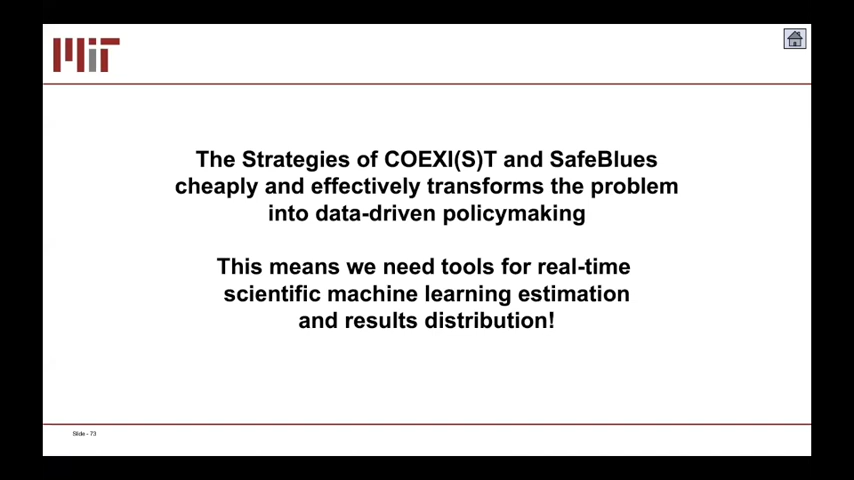 MIT
The Strategies of COEXI(S)T and SafeBlues
cheaply and effectively transforms the problem
into data-driven policymaking
This means we need tools for real-time
scientific machine learning estimation
and results distribution!
Slide - 73